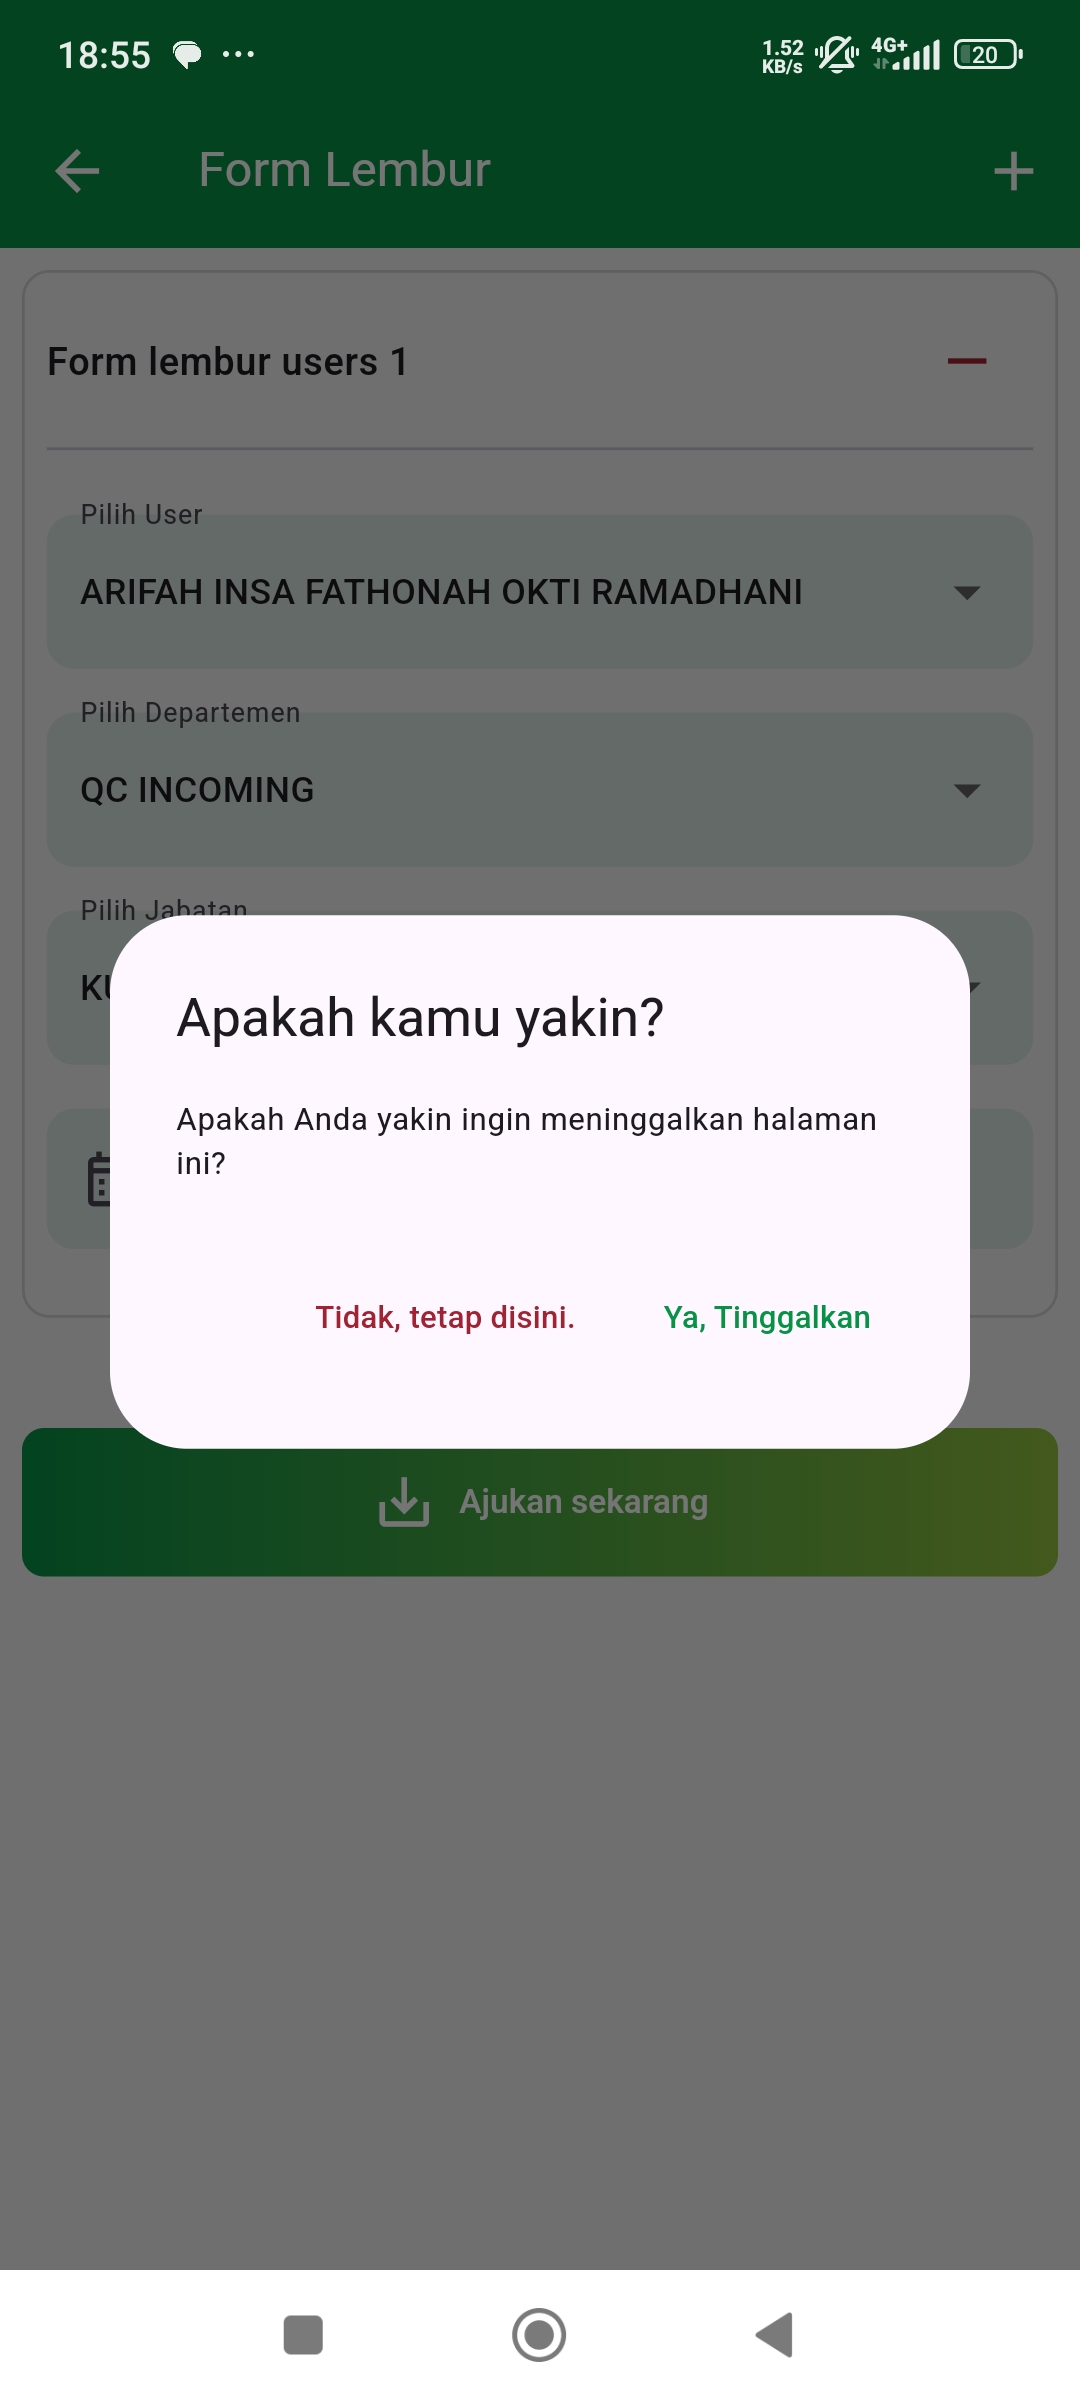 18:55
1.52
KB/s
4G+
20
Form Lembur
Form lembur users 1
Pilih User
ARIFAH INSA FATHONAH OKTI RAMADHANI
Pilih Departemen
QC INCOMING
Pilih Jabatan
Apakah kamu yakin?
Apakah Anda yakin ingin meninggalkan halaman
ini?
Tidak, tetap disini.
Ya, Tinggalkan
Ajukan sekarang